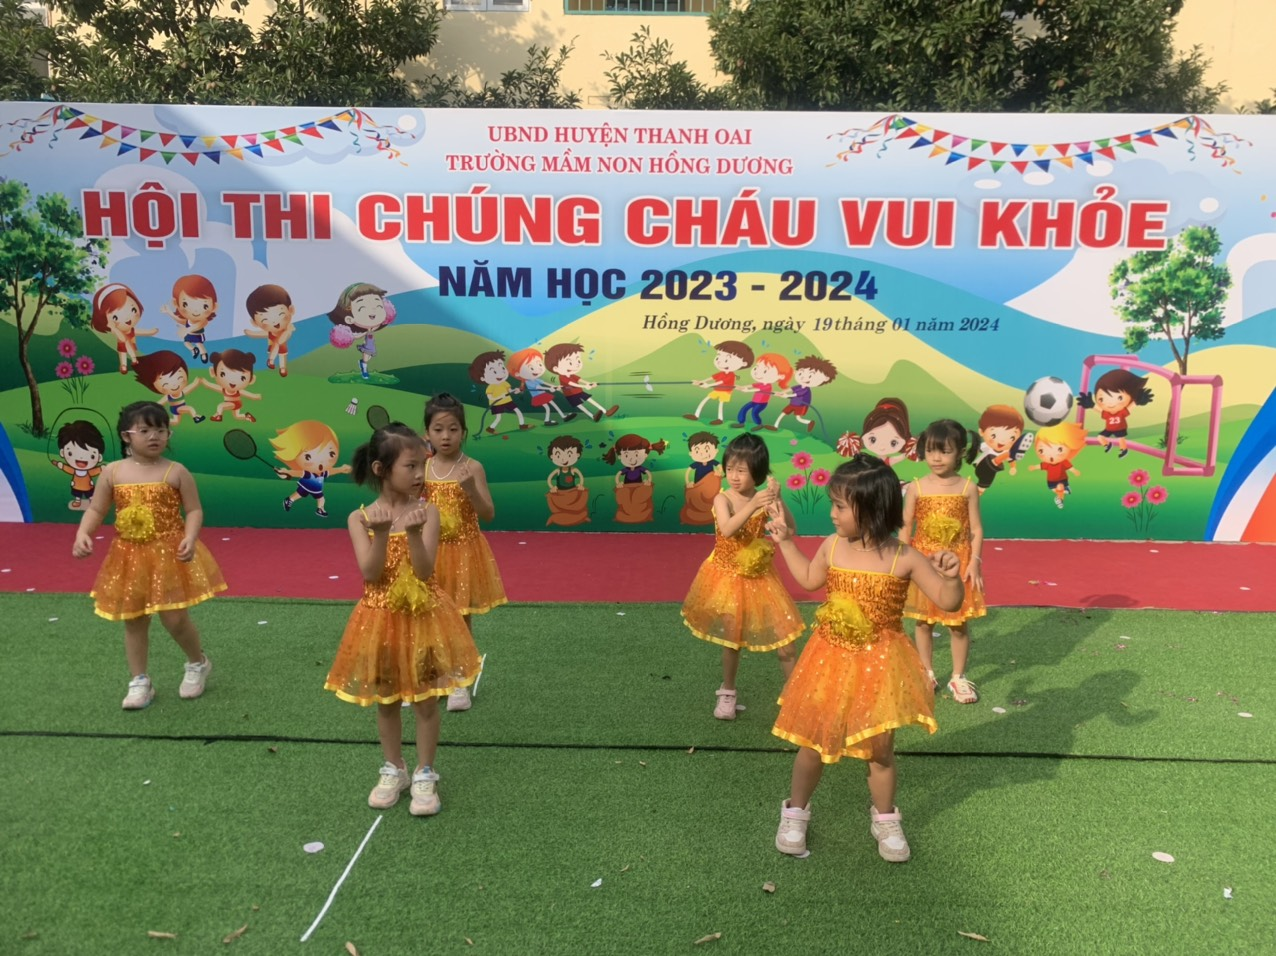 UBND HUYỆN THANH OAI
TRƯỜNG MẦM NON HỒNG DƯƠNG
HỘI THI CHÚNG CHÁU VUI KHỎE
NĂM HỌC 2023 - 2024
Hồng Dương, ngày 19 tháng 01 năm 2024